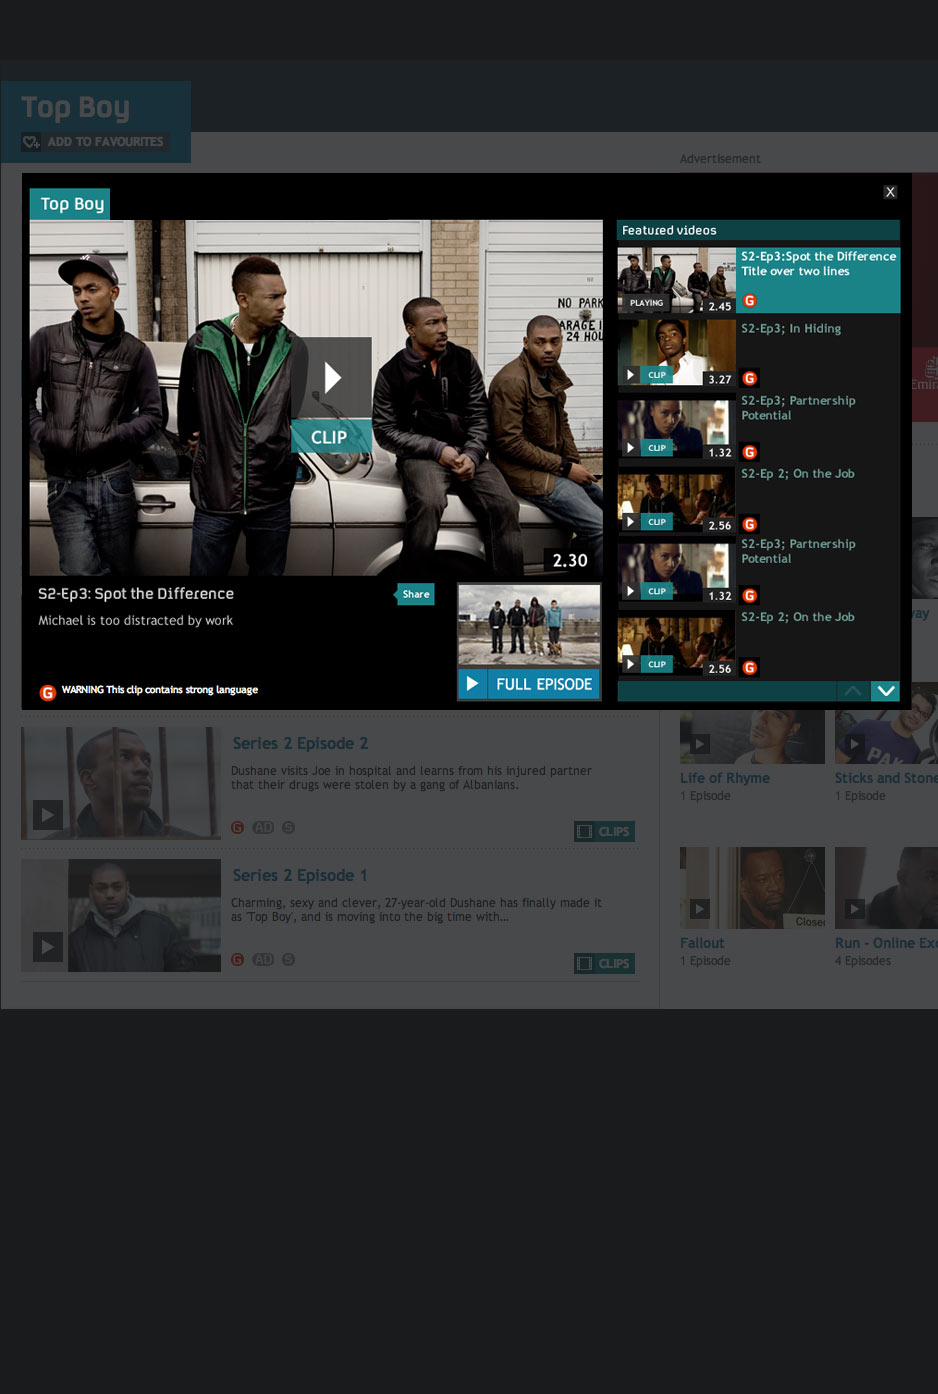 Top Boy
ADD TO FAVOURITES
Advertisement
X
Top Boy
NO PARK
ARAGE I
24 HOU
CLIP
2.30
S2-Ep3: Spot the Difference
Share
Michael is too distracted by work
G WARNING This clip contains strong language
FULL EPISODE
Featured videos
S2-Ep3:Spot the Difference
Title over two lines
PLAYING
2.45
G
S2-Ep3; In Hiding
CLIP
3.27
G
S2-Ep3; Partnership
Potential
CLIP
1.32
G
S2-Ep 2; On the Job
CLIP
2.56
G
S2-Ep3; Partnership
Potential
CLIP
1.32
G
S2-Ep 2; On the Job
CLIP
2.56
G
Emir
way
Series 2 Episode 2
Dushane visits Joe in hospital and learns from his injured partner
that their drugs were stolen by a gang of Albanians.
G AD S
CLIPS
Series 2 Episode 1
Charming, sexy and clever, 27-year-old Dushane has finally made it
as 'Top Boy', and is moving into the big time with...
G AD S
CLIPS
Life of Rhyme
1 Episode
PAK
Sticks and Stone
1 Episode
Closed
Fallout
1 Episode
Run - Online Exc
4 Episodes